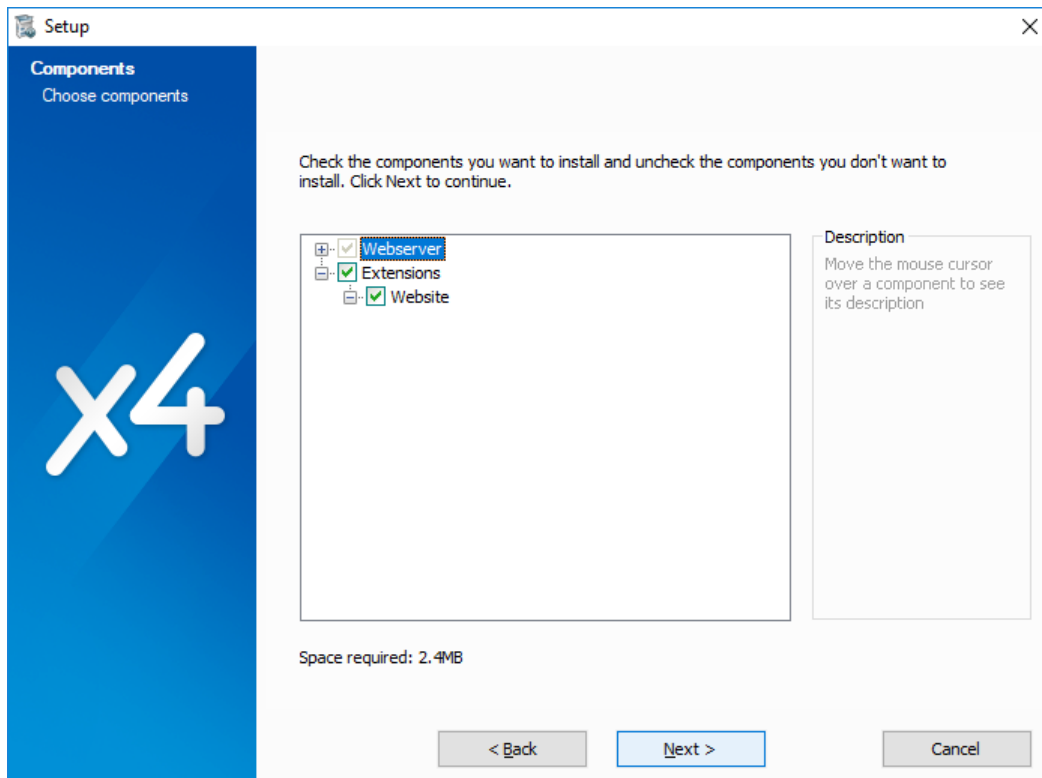 Setup
Components
Choose components
Check the components you want to install and uncheck the components you don't want to
install. Click Next to continue.
Webserver
Extensions
Website
Description
Move the mouse cursor
over a component to see
its description
x4
Space required: 2.4MB
< Back
Next >
Cancel